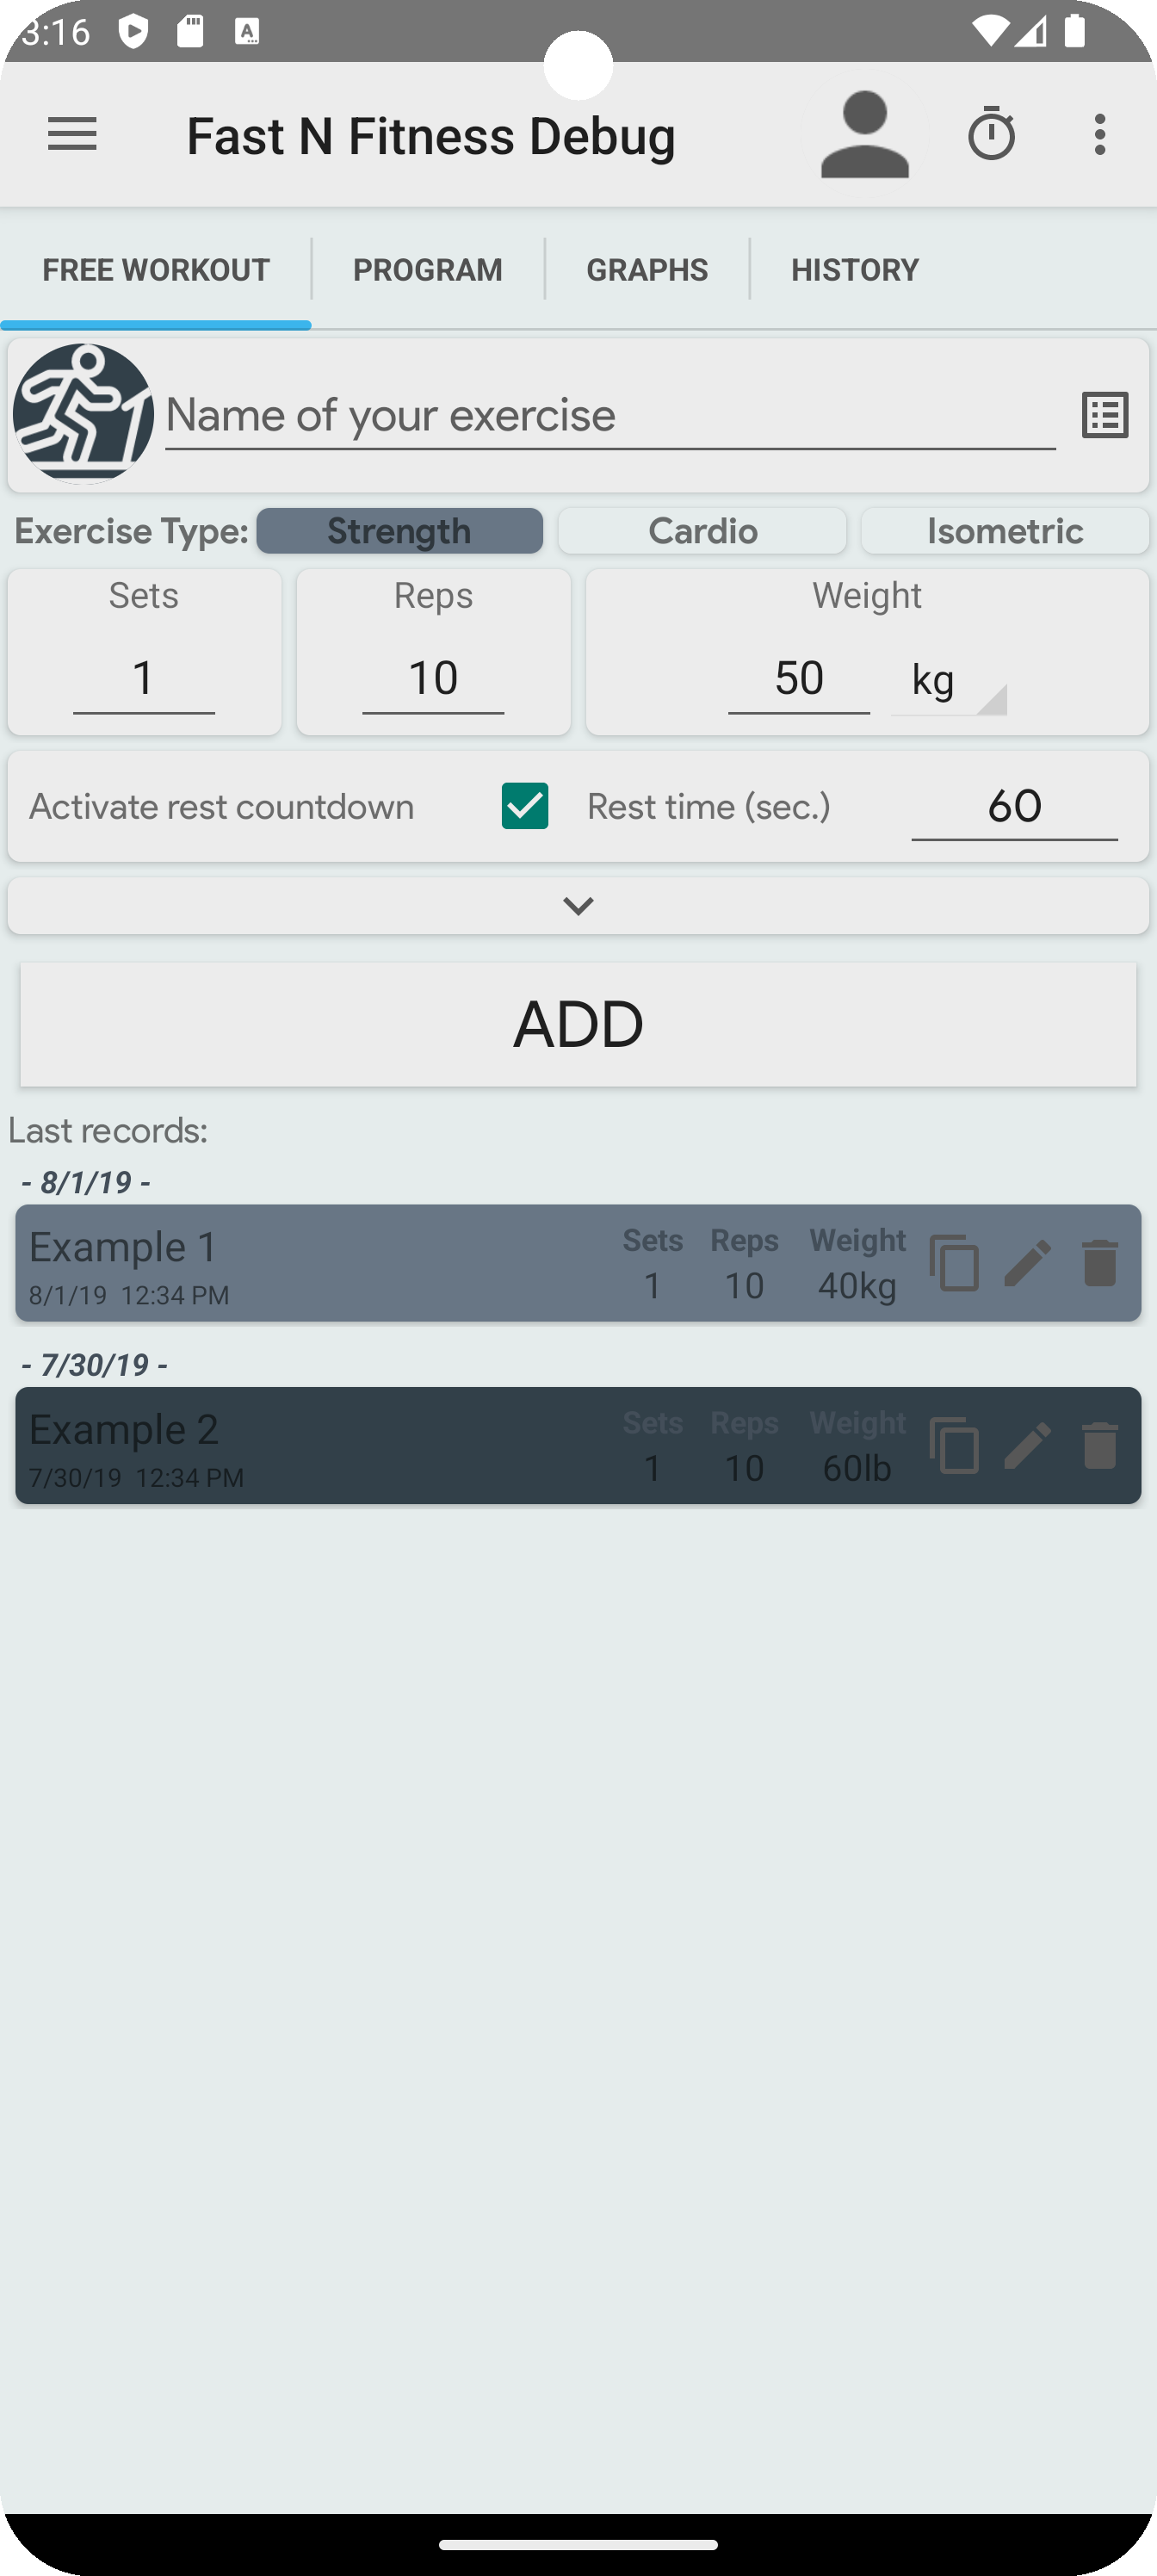 3:16
Fast N Fitness Debug
FREE WORKOUT PROGRAM GRAPHS HISTORY
Name of your exercise
Exercise Type: Strength Cardio Isometric
Sets Reps Weight
1 10 50 kg
Activate rest countdown Rest time (sec.) 60
ADD
Last records:
- 8/1/19 -
Example 1 Sets Reps Weight
8/1/19 12:34 PM 1 10 40kg
- 7/30/19 -
Example 2 Sets Reps Weight
7/30/19 12:34 PM 1 10 60lb